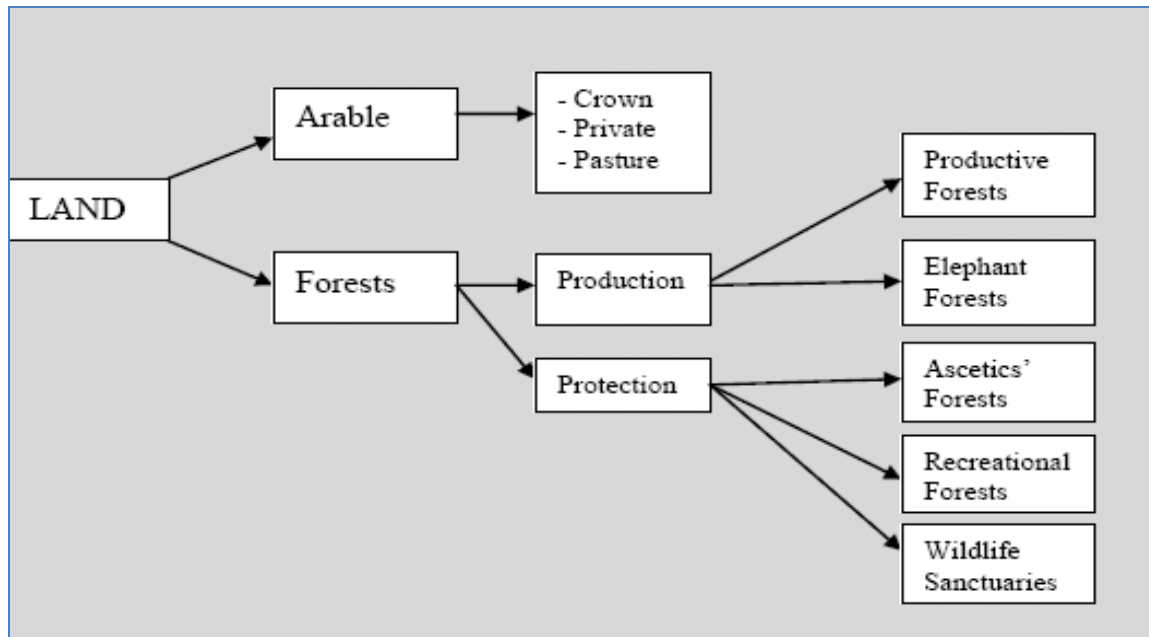 LAND
Arable
- Crown
- Private
- Pasture
Forests
Production
Protection
Productive
Forests
Elephant
Forests
Ascetics’
Forests
Recreational
Forests
Wildlife
Sanctuaries